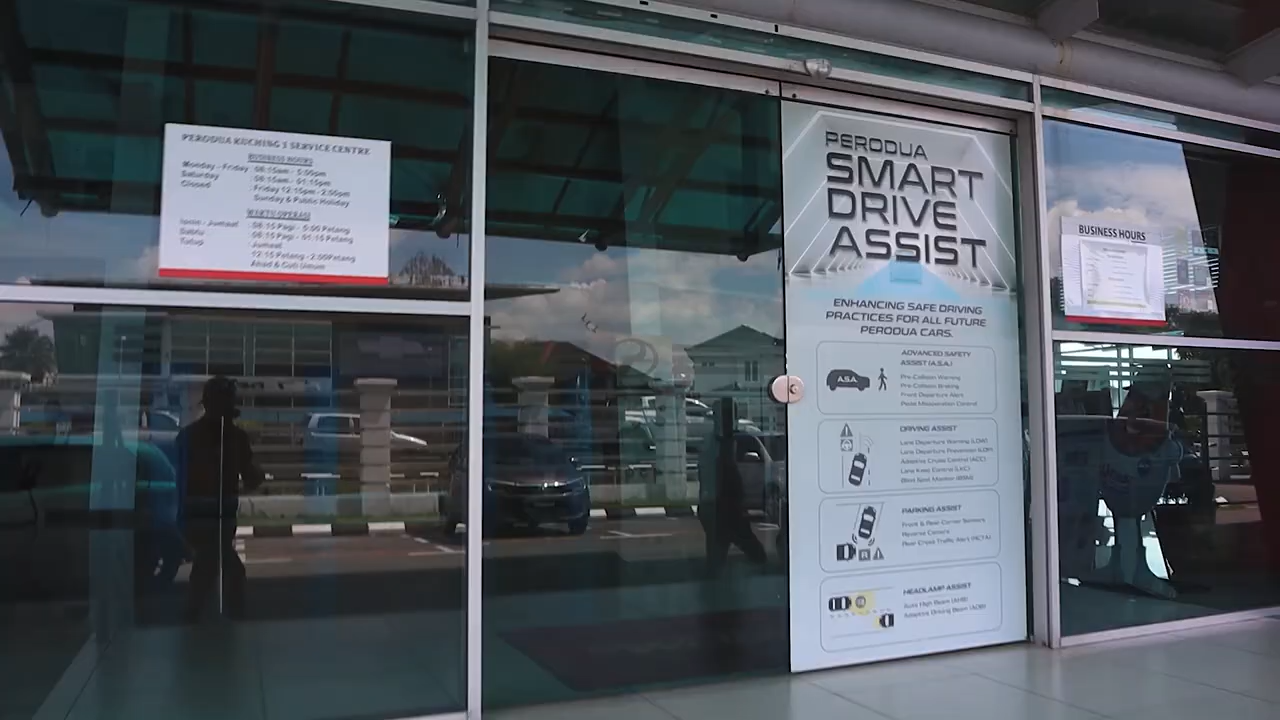 PERODUA KUCHING 1 SERVICE CENTRE
BUSINESS HOURS
Monday - Friday : 08:15am - 5:00pm
Saturday : 08:15am - 01:15pm
Closed : Friday 12:15pm - 2:00pm
Sunday & Public Holiday
WAKTU OPERASI
Isnin - Jumaat : 08:15 Pagi - 5:00 Petang
Sabtu : 08:15 Pagi - 01:15 Petang
Tutup : Jumaat
12:15 Petang - 2.00Petang
Ahad & Cuti Umum
PERODUA
SMART
DRIVE
ASSIST
ENHANCING SAFE DRIVING
PRACTICES FOR ALL FUTURE
PERODUA CARS.
ADVANCED SAFETY
ASSIST (A.S.A.)
A.S.A.
Pre-Collision Warning
Pre-Collision Braking
Front Departure Alert
Pedal Misoperation Control
DRIVING ASSIST
Lane Departure Warning (LDW)
Lane Departure Prevention (LDP)
Adaptive Cruise Control (ACC)
Lane Keep Control (LKC)
Blind Spot Monitor (BSM)
PARKING ASSIST
Front & Rear Corner Sensors
Reverse Camera
Rear Cross Traffic Alert (RCTA)
R
HEADLAMP ASSIST
Auto High Beam (AHB)
Adaptive Driving Beam (ADB)
BUSINESS HOURS